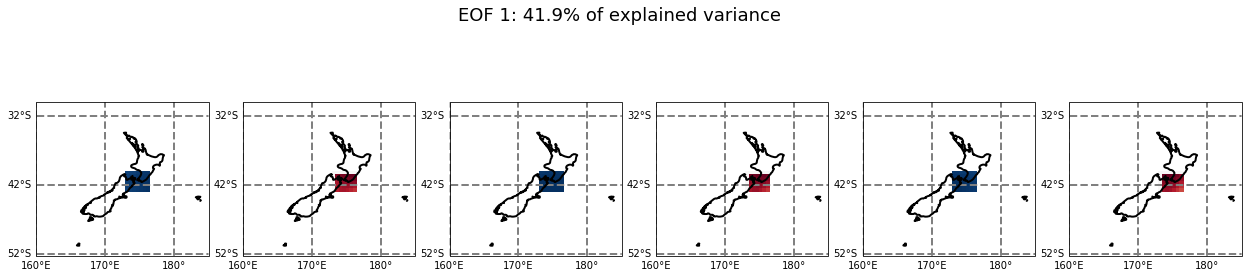 EOF 1: 41.9% of explained variance
32°S 32°S 32°S 32°S 32°S 32°S
42°S 42°S 42°S 42°S 42°S 42°S
52°S 52°S 52°S 52°S 52°S 52°S
160°E 170°E 180° 160°E 170°E 180° 160°E 170°E 180° 160°E 170°E 180° 160°E 170°E 180° 160°E 170°E 180°